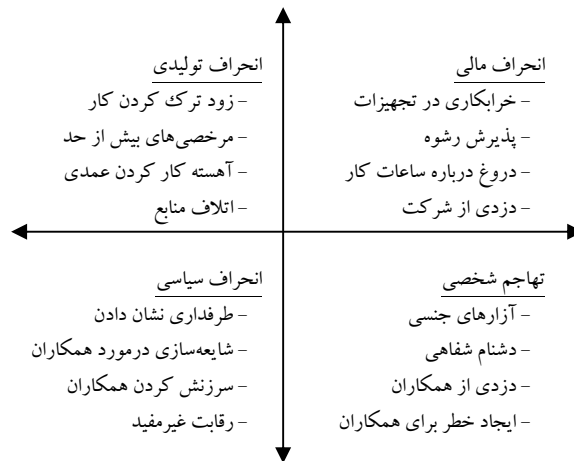 انحراف مالی
- خرابکاری در تجهیزات
- پذیرش رشوه
- دروغ درباره ساعات کار
- دزدی از شرکت
انحراف تولیدی
- زود ترك کردن کار
- مرخصی‌های بیش از حد
- آهسته کار کردن عمدی
- اتلاف منابع
تهاجم شخصی
- آزارهای جنسی
- دشنام شفاهی
- دزدی از همکاران
- ایجاد خطر برای همکاران
انحراف سیاسی
- طرفداری نشان دادن
- شایعه‌سازی درمورد همکاران
- سرزنش کردن همکاران
- رقابت غیرمفید